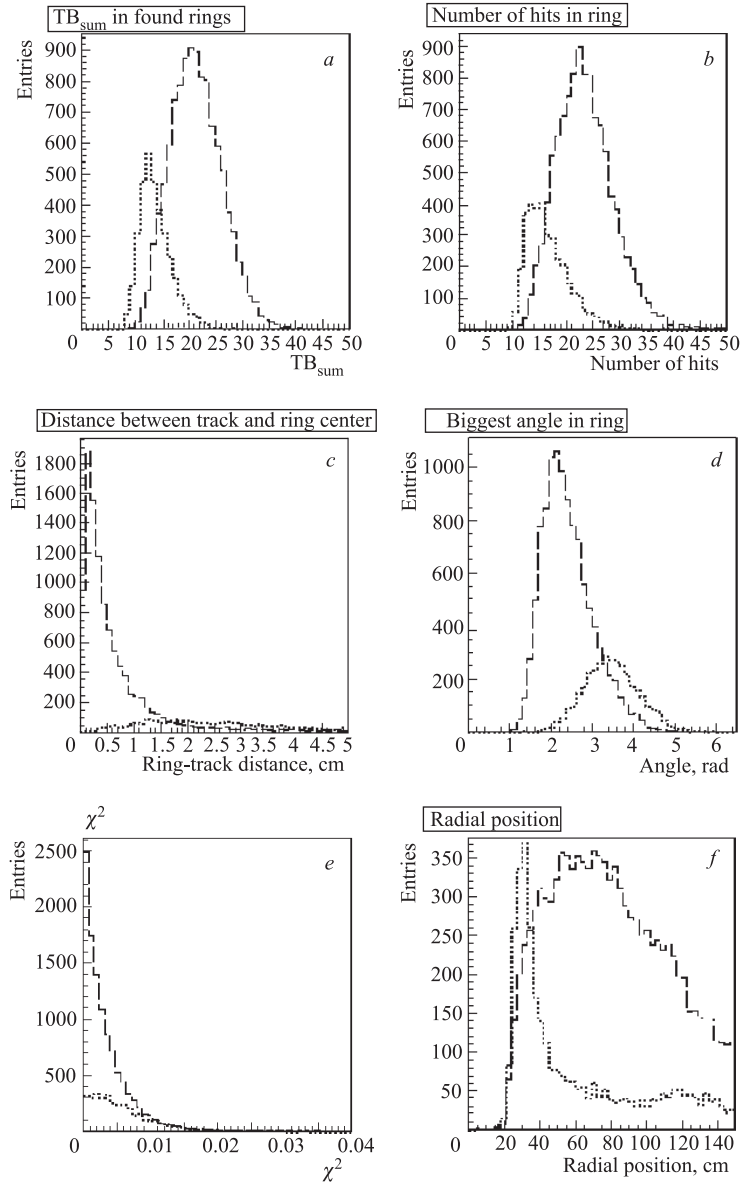 TB_sum in found rings
Entries
a
900
800
700
600
500
400
300
200
100
0 5 10 15 20 25 30 35 40 45 50
TB_sum
Number of hits in ring
Entries
b
900
800
700
600
500
400
300
200
100
0 5 10 15 20 25 30 35 40 45 50
Number of hits
Distance between track and ring center
Entries
c
1800
1600
1400
1200
1000
800
600
400
200
0 0.5 1 1.5 2 2.5 3 3.5 4 4.5 5
Ring-track distance, cm
Biggest angle in ring
Entries
d
1000
800
600
400
200
0 1 2 3 4 5 6
Angle, rad
χ²
Entries
e
2500
2000
1500
1000
500
0 0.01 0.02 0.03 0.04
χ²
Radial position
Entries
f
350
300
250
200
150
100
50
0 20 40 60 80 100 120 140
Radial position, cm